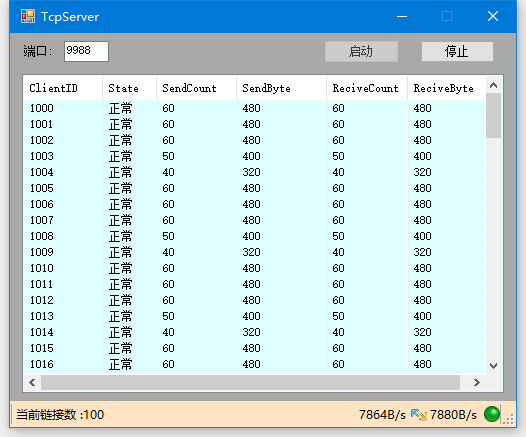 TcpServer
端口: 9988 启动 停止
ClientID State SendCount SendByte ReciveCount ReciveByte
1000 正常 60 480 60 480
1001 正常 60 480 60 480
1002 正常 60 480 60 480
1003 正常 50 400 50 400
1004 正常 40 320 40 320
1005 正常 60 480 60 480
1006 正常 60 480 60 480
1007 正常 60 480 60 480
1008 正常 50 400 50 400
1009 正常 40 320 40 320
1010 正常 60 480 60 480
1011 正常 60 480 60 480
1012 正常 60 480 60 480
1013 正常 50 400 50 400
1014 正常 40 320 40 320
1015 正常 60 480 60 480
1016 正常 60 480 60 480
当前链接数 :100 7864B/s 7880B/s